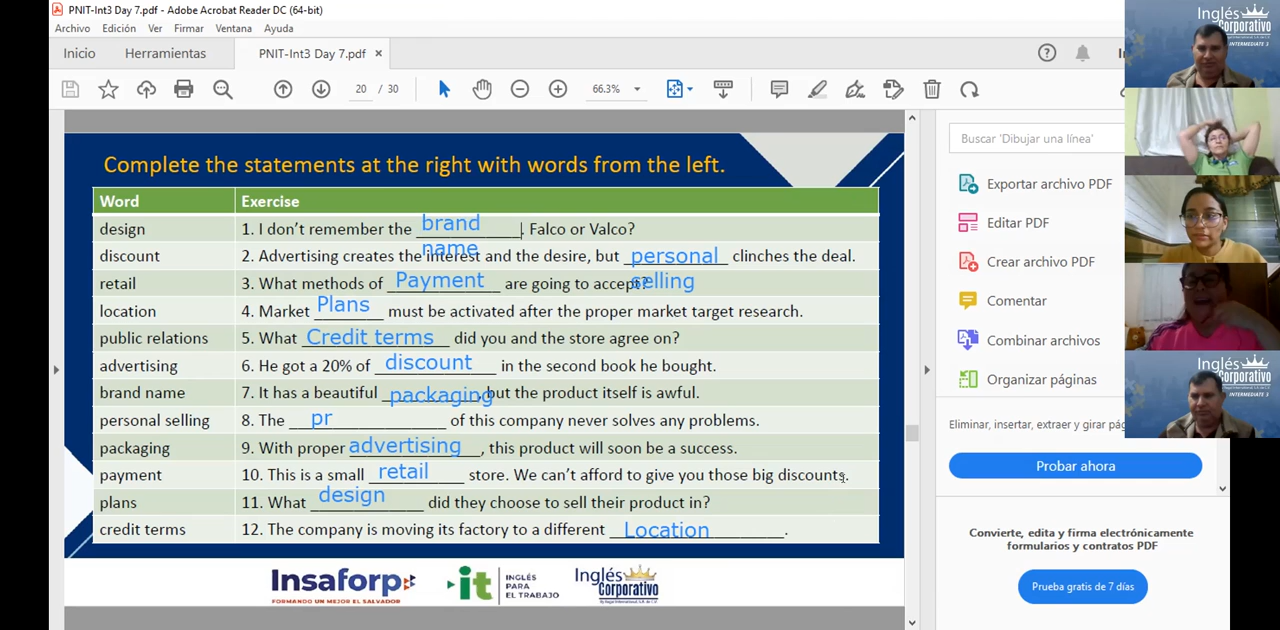 PNIT-Int3 Day 7.pdf - Adobe Acrobat Reader DC (64-bit)
Archivo Edición Ver Firmar Ventana Ayuda
Inicio Herramientas PNIT-Int3 Day 7.pdf ×
20 / 30 66.3%
Complete the statements at the right with words from the left.
Word Exercise
design 1. I don't remember the brand name. Falco or Valco?
discount 2. Advertising creates the interest and the desire, but personal selling clinches the deal.
retail 3. What methods of Payment are going to accept?
location 4. Market Plans must be activated after the proper market target research.
public relations 5. What Credit terms did you and the store agree on?
advertising 6. He got a 20% of discount in the second book he bought.
brand name 7. It has a beautiful packaging, but the product itself is awful.
personal selling 8. The pr of this company never solves any problems.
packaging 9. With proper advertising, this product will soon be a success.
payment 10. This is a small retail store. We can't afford to give you those big discounts.
plans 11. What design did they choose to sell their product in?
credit terms 12. The company is moving its factory to a different Location.
Insaforp
FORMANDO UN MEJOR EL SALVADOR
it INGLÉS PARA EL TRABAJO
Inglés Corporativo
Buscar 'Dibujar una línea'
Exportar archivo PDF
Editar PDF
Crear archivo PDF
Comentar
Combinar archivos
Organizar páginas
Eliminar, insertar, extraer y girar
Probar ahora
Convierte, edita y firma electrónicamente
formularios y contratos PDF
Prueba gratis de 7 días
Inglés
Corporativo
INTERMEDIATE 3
Inglés
Corporativo
INTERMEDIATE 3